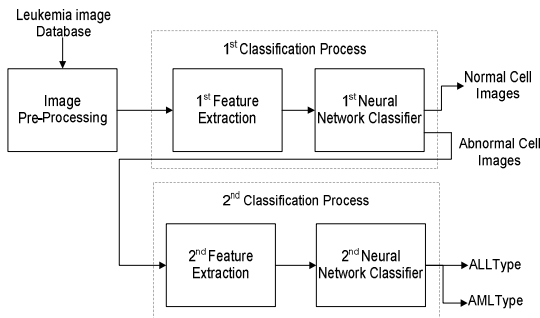 Leukemia image
Database
1st Classification Process
Image
Pre-Processing
1st Feature
Extraction
1st Neural
Network Classifier
Normal Cell
Images
Abnormal Cell
Images
2nd Classification Process
2nd Feature
Extraction
2nd Neural
Network Classifier
ALLType
AMLType